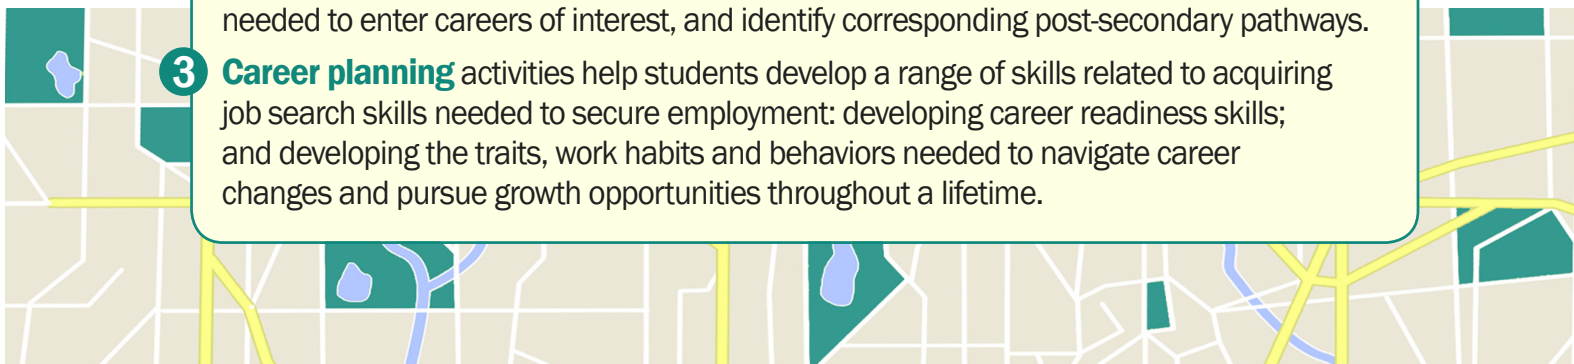 needed to enter careers of interest, and identify corresponding post-secondary pathways.
3 Career planning activities help students develop a range of skills related to acquiring
job search skills needed to secure employment: developing career readiness skills;
and developing the traits, work habits and behaviors needed to navigate career
changes and pursue growth opportunities throughout a lifetime.